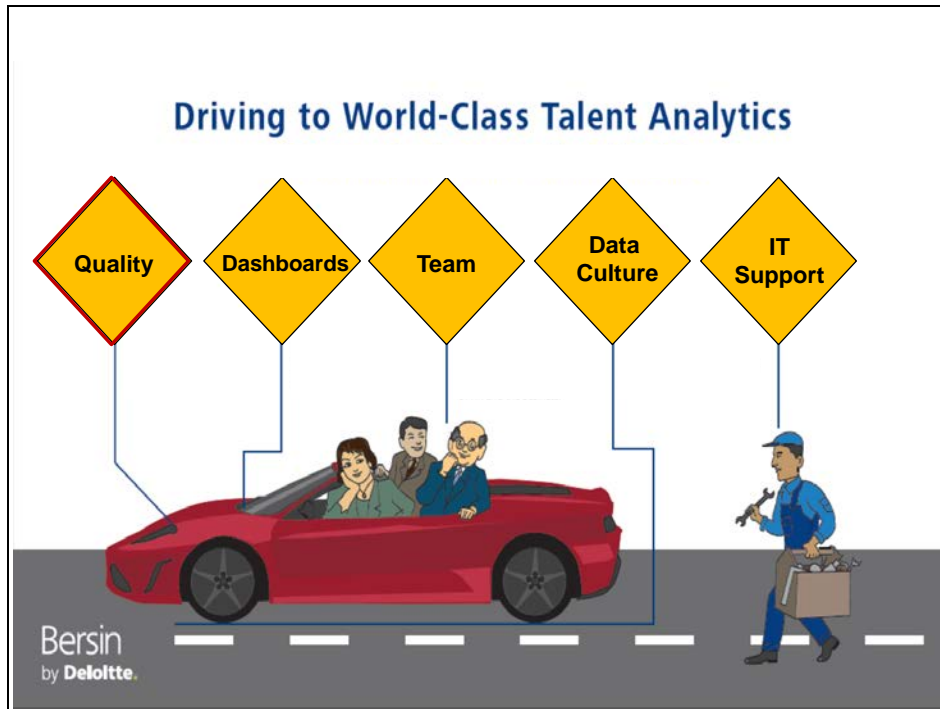 Driving to World-Class Talent Analytics
Quality
Dashboards
Team
Data
Culture
IT
Support
Bersin
by Deloitte.